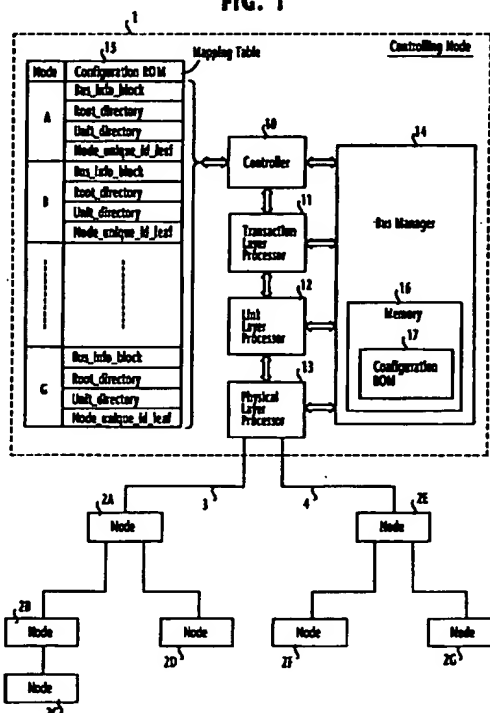 FIG. 1
1
15
Mapping Table
Controlling Node
Node
Configuration ROM
A
Bus_info_block
Root_directory
Unit_directory
Node_unique_id_leaf
B
Bus_info_block
Root_directory
Unit_directory
Node_unique_id_leaf
G
Bus_info_block
Root_directory
Unit_directory
Node_unique_id_leaf
10
Controller
11
Transaction
Layer
Processor
12
Link
Layer
Processor
13
Physical
Layer
Processor
14
Bus Manager
16
Memory
17
Configuration
ROM
3
4
2A
Node
2E
Node
2B
Node
Node
2D
Node
2F
Node
2G
Node
2C